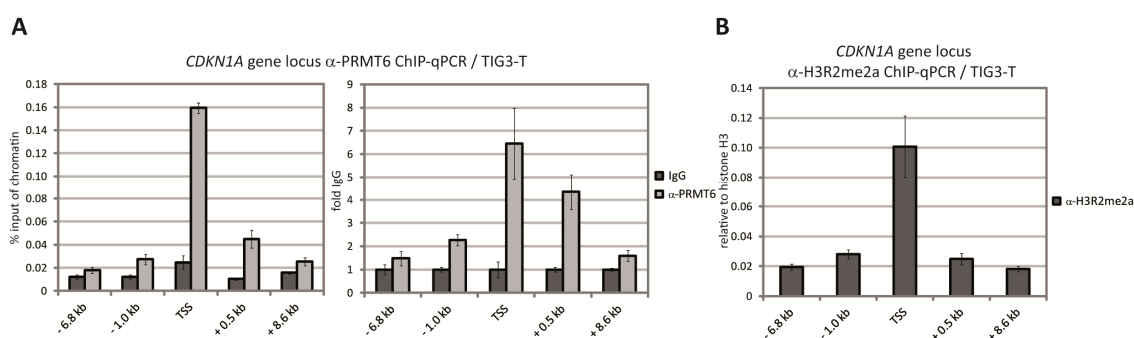 A
CDKN1A gene locus α-PRMT6 ChIP-qPCR / TIG3-T
% input of chromatin
0.18
0.16
0.14
0.12
0.10
0.08
0.06
0.04
0.02
0
- 6.8 kb
- 1.0 kb
TSS
+ 0.5 kb
+ 8.6 kb
fold IgG
9
8
7
6
5
4
3
2
1
0
- 6.8 kb
- 1.0 kb
TSS
+ 0.5 kb
+ 8.6 kb
IgG
α-PRMT6
B
CDKN1A gene locus
α-H3R2me2a ChIP-qPCR / TIG3-T
relative to histone H3
0.14
0.12
0.10
0.08
0.06
0.04
0.02
0
- 6.8 kb
- 1.0 kb
TSS
+ 0.5 kb
+ 8.6 kb
α-H3R2me2a